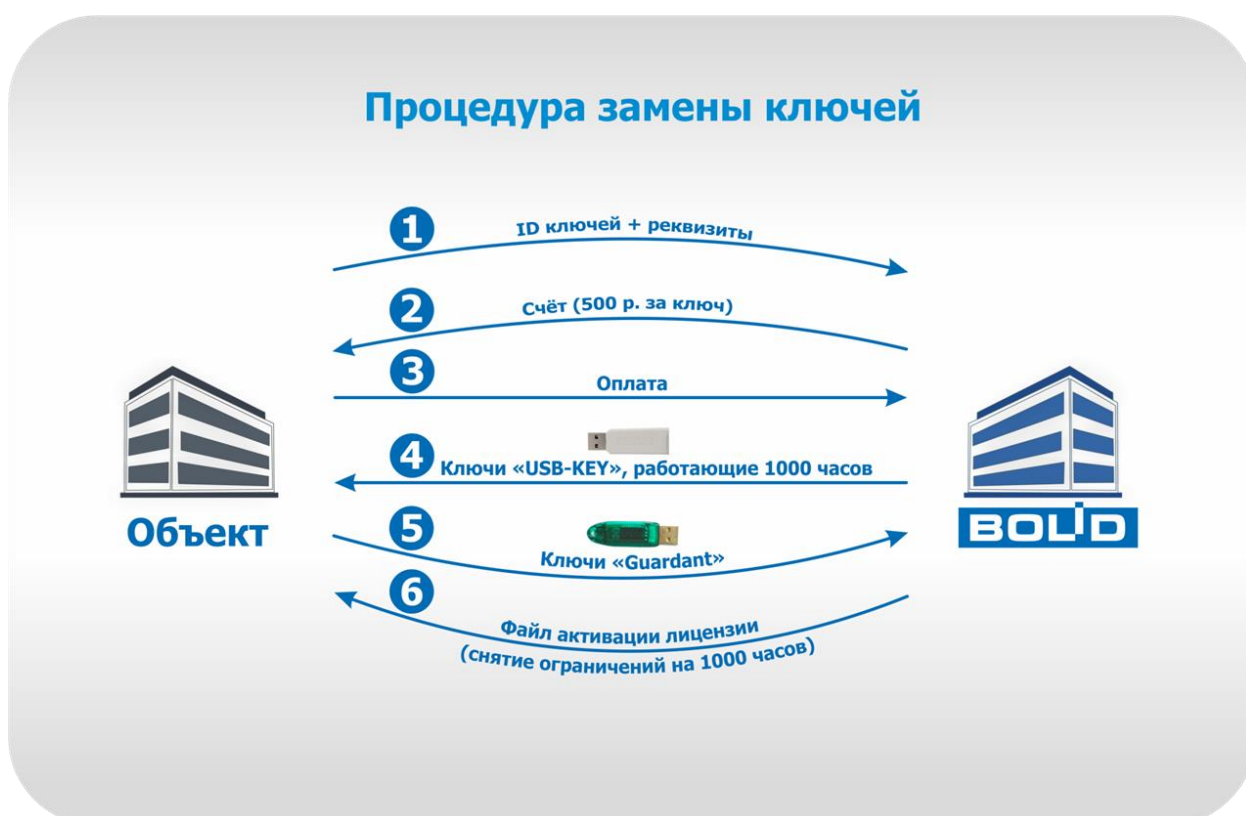 Процедура замены ключей
1
ID ключей + реквизиты
2
Счёт (500 р. за ключ)
3
Оплата
4
Ключи «USB-KEY», работающие 1000 часов
5
Ключи «Guardant»
6
Файл активации лицензии
(снятие ограничений на 1000 часов)
Объект
BOLID